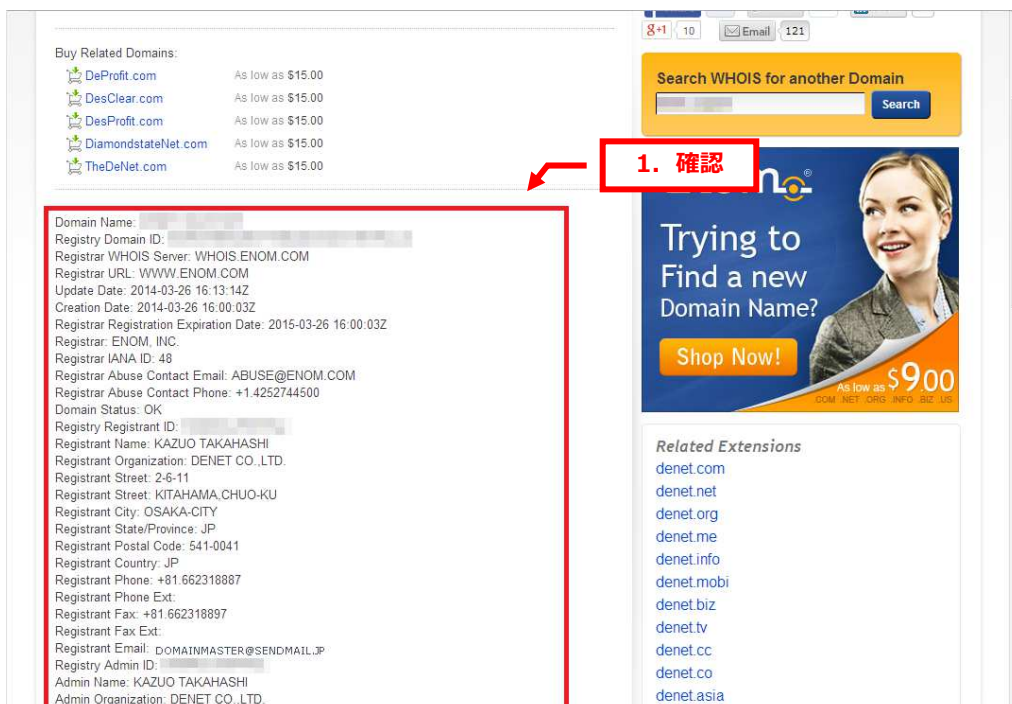 Buy Related Domains:
DeProfit.com As low as $15.00
DesClear.com As low as $15.00
DesProfit.com As low as $15.00
DiamondstateNet.com As low as $15.00
TheDeNet.com As low as $15.00
Domain Name:
Registry Domain ID:
Registrar WHOIS Server: WHOIS.ENOM.COM
Registrar URL: WWW.ENOM.COM
Update Date: 2014-03-26 16:13:14Z
Creation Date: 2014-03-26 16:00:03Z
Registrar Registration Expiration Date: 2015-03-26 16:00:03Z
Registrar: ENOM, INC.
Registrar IANA ID: 48
Registrar Abuse Contact Email: ABUSE@ENOM.COM
Registrar Abuse Contact Phone: +1.4252744500
Domain Status: OK
Registry Registrant ID:
Registrant Name: KAZUO TAKAHASHI
Registrant Organization: DENET CO.,LTD.
Registrant Street: 2-6-11
Registrant Street: KITAHAMA,CHUO-KU
Registrant City: OSAKA-CITY
Registrant State/Province: JP
Registrant Postal Code: 541-0041
Registrant Country: JP
Registrant Phone: +81.662318887
Registrant Phone Ext:
Registrant Fax: +81.662318897
Registrant Fax Ext:
Registrant Email: DOMAINMASTER@SENDMAIL.JP
Registry Admin ID:
Admin Name: KAZUO TAKAHASHI
Admin Organization: DENET CO.,LTD.
1. 確認
g+1 10 Email 121
Search WHOIS for another Domain
Search
Trying to
Find a new
Domain Name?
Shop Now!
As low as $9.00
.COM .NET .ORG .INFO .BIZ .US
Related Extensions
denet.com
denet.net
denet.org
denet.me
denet.info
denet.mobi
denet.biz
denet.tv
denet.cc
denet.co
denet.asia